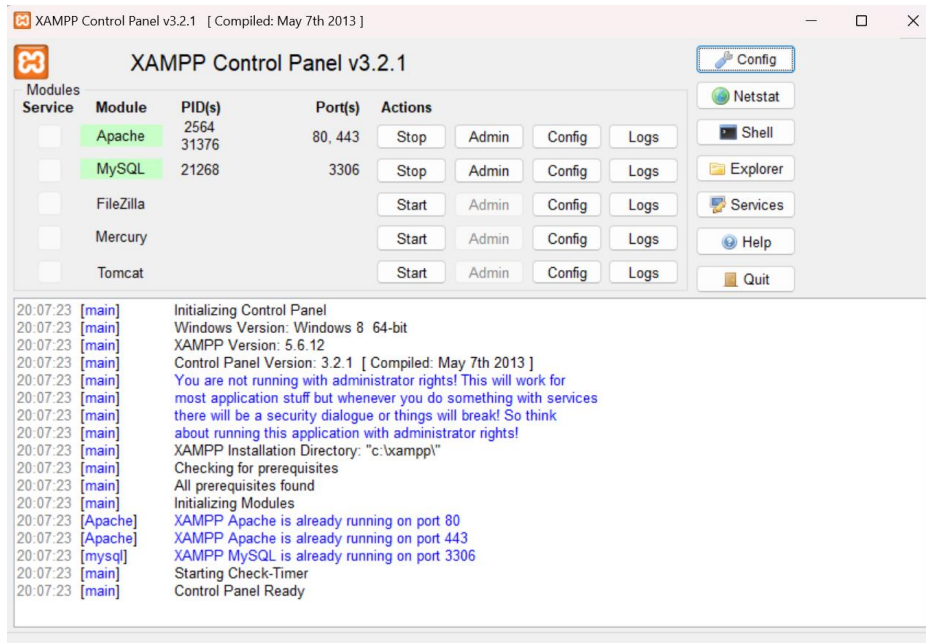 XAMPP Control Panel v3.2.1 [ Compiled: May 7th 2013 ]
XAMPP Control Panel v3.2.1
Config
Modules
Service Module PID(s) Port(s) Actions
Netstat
Apache 2564 31376 80, 443 Stop Admin Config Logs
Shell
MySQL 21268 3306 Stop Admin Config Logs
Explorer
FileZilla Start Admin Config Logs
Services
Mercury Start Admin Config Logs
Help
Tomcat Start Admin Config Logs
Quit
20:07:23 [main] Initializing Control Panel
20:07:23 [main] Windows Version: Windows 8 64-bit
20:07:23 [main] XAMPP Version: 5.6.12
20:07:23 [main] Control Panel Version: 3.2.1 [ Compiled: May 7th 2013 ]
20:07:23 [main] You are not running with administrator rights! This will work for
20:07:23 [main] most application stuff but whenever you do something with services
20:07:23 [main] there will be a security dialogue or things will break! So think
20:07:23 [main] about running this application with administrator rights!
20:07:23 [main] XAMPP Installation Directory: "c:\xampp\"
20:07:23 [main] Checking for prerequisites
20:07:23 [main] All prerequisites found
20:07:23 [main] Initializing Modules
20:07:23 [Apache] XAMPP Apache is already running on port 80
20:07:23 [Apache] XAMPP Apache is already running on port 443
20:07:23 [mysql] XAMPP MySQL is already running on port 3306
20:07:23 [main] Starting Check-Timer
20:07:23 [main] Control Panel Ready